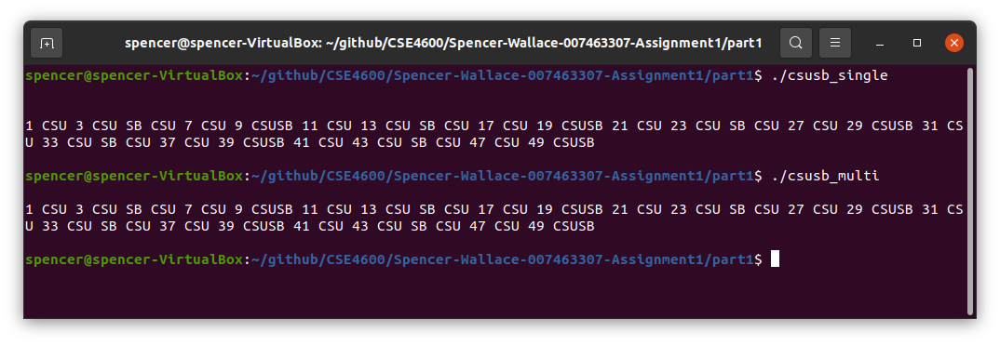 spencer@spencer-VirtualBox: ~/github/CSE4600/Spencer-Wallace-007463307-Assignment1/part1
spencer@spencer-VirtualBox:~/github/CSE4600/Spencer-Wallace-007463307-Assignment1/part1$ ./csusb_single
1 CSU 3 CSU SB CSU 7 CSU 9 CSUSB 11 CSU 13 CSU SB CSU 17 CSU 19 CSUSB 21 CSU 23 CSU SB CSU 27 CSU 29 CSUSB 31 CS
U 33 CSU SB CSU 37 CSU 39 CSUSB 41 CSU 43 CSU SB CSU 47 CSU 49 CSUSB
spencer@spencer-VirtualBox:~/github/CSE4600/Spencer-Wallace-007463307-Assignment1/part1$ ./csusb_multi
1 CSU 3 CSU SB CSU 7 CSU 9 CSUSB 11 CSU 13 CSU SB CSU 17 CSU 19 CSUSB 21 CSU 23 CSU SB CSU 27 CSU 29 CSUSB 31 CS
U 33 CSU SB CSU 37 CSU 39 CSUSB 41 CSU 43 CSU SB CSU 47 CSU 49 CSUSB
spencer@spencer-VirtualBox:~/github/CSE4600/Spencer-Wallace-007463307-Assignment1/part1$